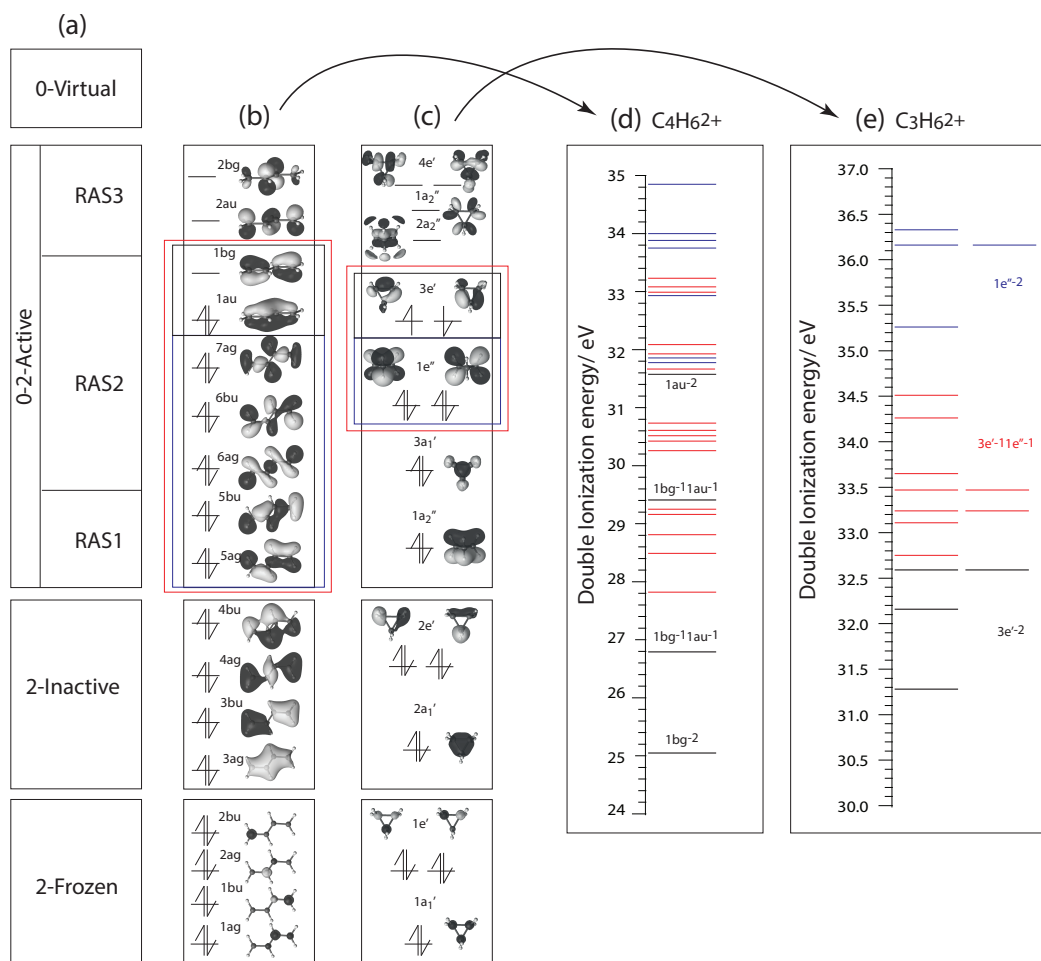 (a)
0-Virtual
0-2-Active
RAS3
RAS2
RAS1
2-Inactive
2-Frozen
(b)
2bg
2au
1bg
1au
7ag
6bu
6ag
5bu
5ag
4bu
4ag
3bu
3ag
2bu
2ag
1bu
1ag
(c)
4e'
1a2''
2a2''
3e'
1e''
3a1'
1a2''
2e'
2a1'
1e'
1a1'
(d) C4H62+
Double Ionization energy/ eV
35
34
33
32
31
30
29
28
27
26
25
24
1au-2
1bg-11au-1
1bg-11au-1
1bg-2
(e) C3H62+
Double Ionization energy/ eV
37.0
36.5
36.0
35.5
35.0
34.5
34.0
33.5
33.0
32.5
32.0
31.5
31.0
30.5
30.0
1e''-2
3e'-11e''-1
3e'-2